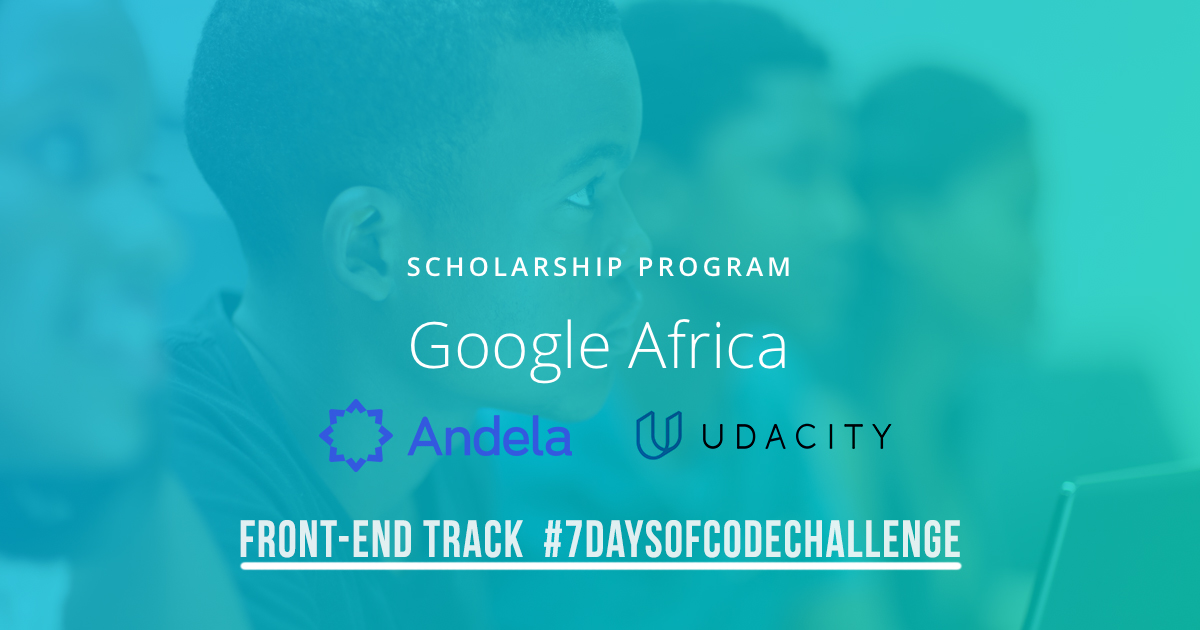 SCHOLARSHIP PROGRAM
Google Africa
Andela UDACITY
FRONT-END TRACK #7DAYSOFCODECHALLENGE